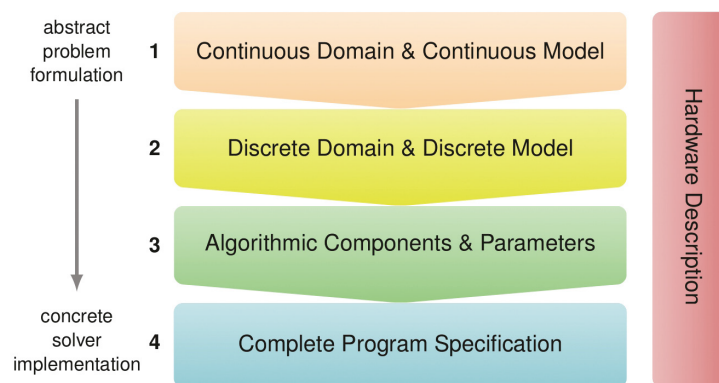 abstract
problem
formulation
1 Continuous Domain & Continuous Model
2 Discrete Domain & Discrete Model
3 Algorithmic Components & Parameters
concrete
solver
implementation
4 Complete Program Specification
Hardware Description